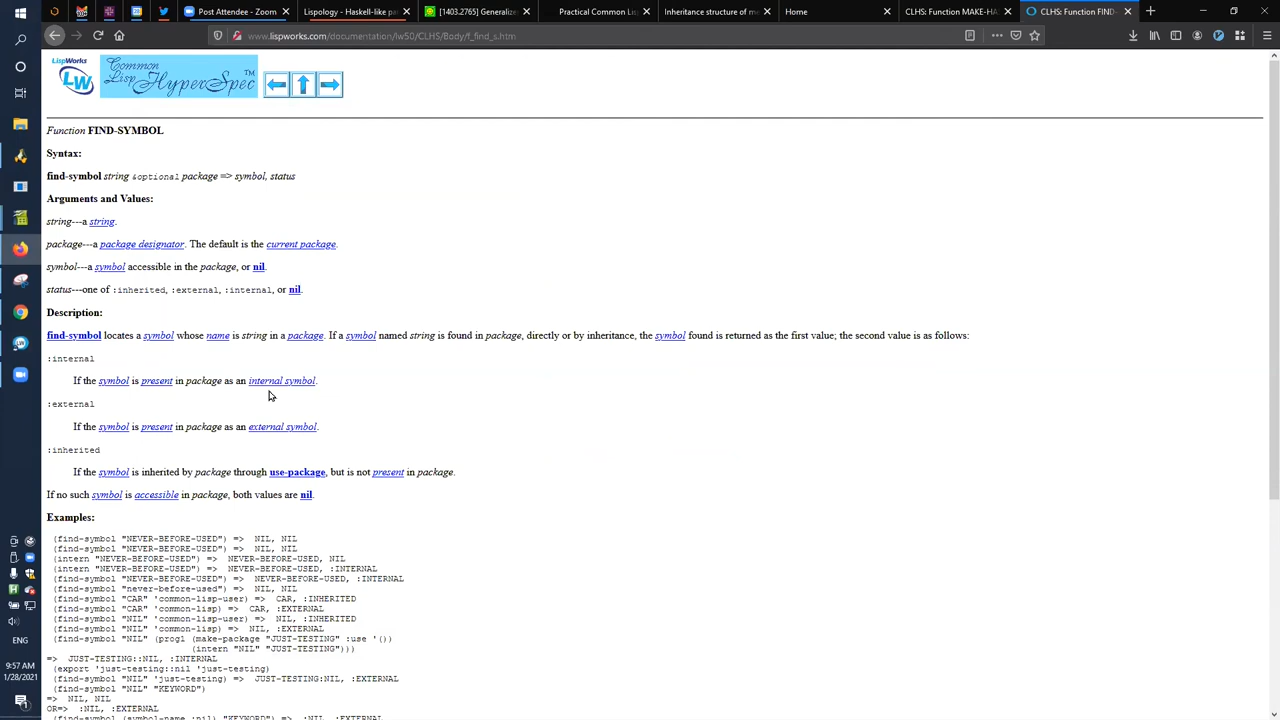 Post Attendee - Zoom
Lispology - Haskell-like pat
[1403.2765] Generalize
Practical Common Lis
Inheritance structure of m
Home
CLHS: Function MAKE-HA
CLHS: Function FIND-
www.lispworks.com/documentation/lw50/CLHS/Body/f_find_s.htm
LispWorks
LW
Common Lisp HyperSpec™
Function FIND-SYMBOL
Syntax:
find-symbol string &optional package => symbol, status
Arguments and Values:
string---a string.
package---a package designator. The default is the current package.
symbol---a symbol accessible in the package, or nil.
status---one of :inherited, :external, :internal, or nil.
Description:
find-symbol locates a symbol whose name is string in a package. If a symbol named string is found in package, directly or by inheritance, the symbol found is returned as the first value; the second value is as follows:
:internal
If the symbol is present in package as an internal symbol.
:external
If the symbol is present in package as an external symbol.
:inherited
If the symbol is inherited by package through use-package, but is not present in package.
If no such symbol is accessible in package, both values are nil.
Examples:
(find-symbol "NEVER-BEFORE-USED") => NIL, NIL
(find-symbol "NEVER-BEFORE-USED") => NIL, NIL
(intern "NEVER-BEFORE-USED") => NEVER-BEFORE-USED, NIL
(intern "NEVER-BEFORE-USED") => NEVER-BEFORE-USED, :INTERNAL
(find-symbol "NEVER-BEFORE-USED") => NEVER-BEFORE-USED, :INTERNAL
(find-symbol "never-before-used") => NIL, NIL
(find-symbol "CAR" 'common-lisp-user) => CAR, :INHERITED
(find-symbol "CAR" 'common-lisp) => CAR, :EXTERNAL
(find-symbol "NIL" 'common-lisp-user) => NIL, :INHERITED
(find-symbol "NIL" 'common-lisp) => NIL, :EXTERNAL
(find-symbol "NIL" (prog1 (make-package "JUST-TESTING" :use '())
(intern "NIL" "JUST-TESTING")))
=> JUST-TESTING::NIL, :INTERNAL
(export 'just-testing::nil 'just-testing)
(find-symbol "NIL" 'just-testing) => JUST-TESTING:NIL, :EXTERNAL
(find-symbol "NIL" "KEYWORD")
=> NIL, NIL
OR=> :NIL, :EXTERNAL
(find-symbol (symbol-name :nil) "KEYWORD") => :NIL, :EXTERNAL
ENG
9:57 AM
1/28/2021